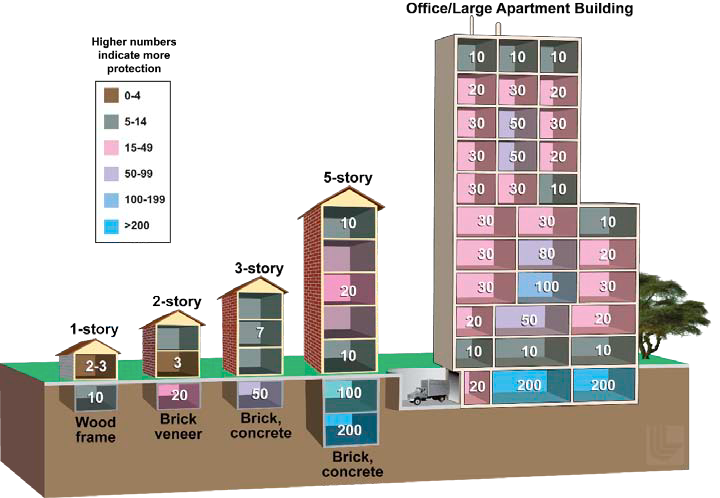 Office/Large Apartment Building
Higher numbers
indicate more
protection
0-4
5-14
15-49
50-99
100-199
>200
10 10 10
20 30 20
30 50 30
30 50 20
30 30 10
30 30 10
30 80 20
30 100 30
20 50 20
10 10 10
20 200 200
5-story
10
20
10
100
200
Brick,
concrete
3-story
7
50
Brick,
concrete
2-story
3
20
Brick
veneer
1-story
2-3
10
Wood
frame